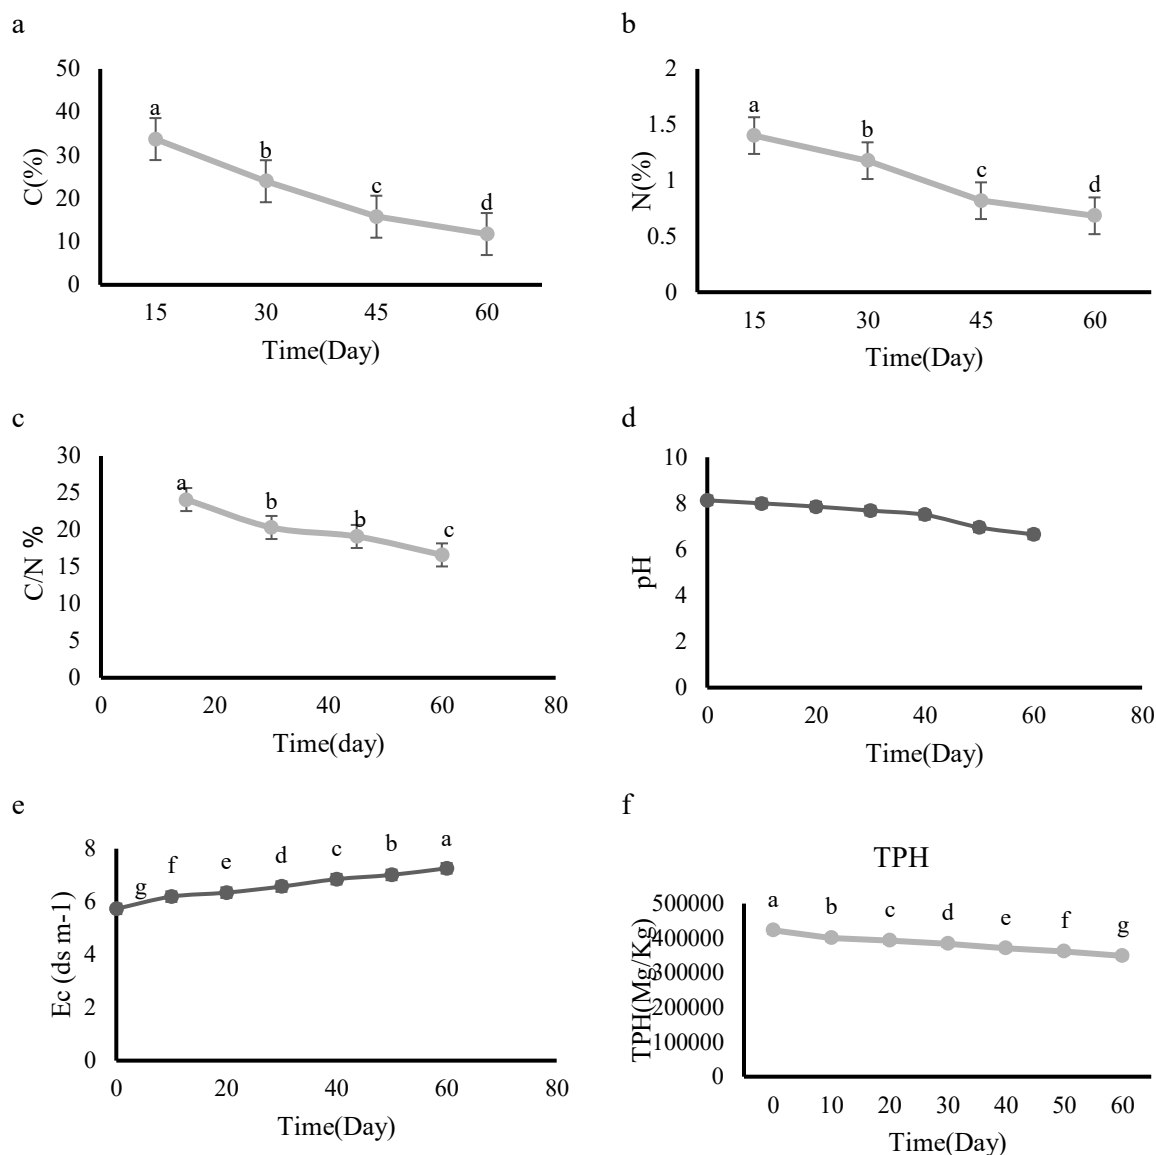 a
50
40
30
20
10
0
C(%)
a
b
c
d
15 30 45 60
Time(Day)
b
2
1.5
1
0.5
0
N(%)
a
b
c
d
15 30 45 60
Time(Day)
c
30
25
20
15
10
5
0
C/N %
a
b
b
c
0 20 40 60 80
Time(day)
d
10
8
6
4
2
0
pH
0 20 40 60 80
Time(Day)
e
8
6
4
2
0
Ec (ds m-1)
g f e d c b a
0 20 40 60 80
Time(Day)
f
TPH
500000
400000
300000
200000
100000
0
TPH(Mg/Kg)
a b c d e f g
0 10 20 30 40 50 60
Time(Day)